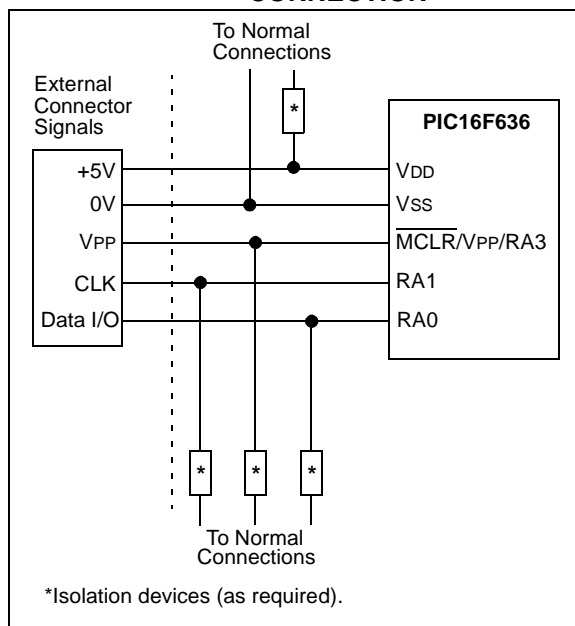 To Normal
Connections
External
Connector
Signals
*
PIC16F636
+5V
VDD
0V
VSS
VPP
MCLR/VPP/RA3
CLK
RA1
Data I/O
RA0
* * *
To Normal
Connections
*Isolation devices (as required).